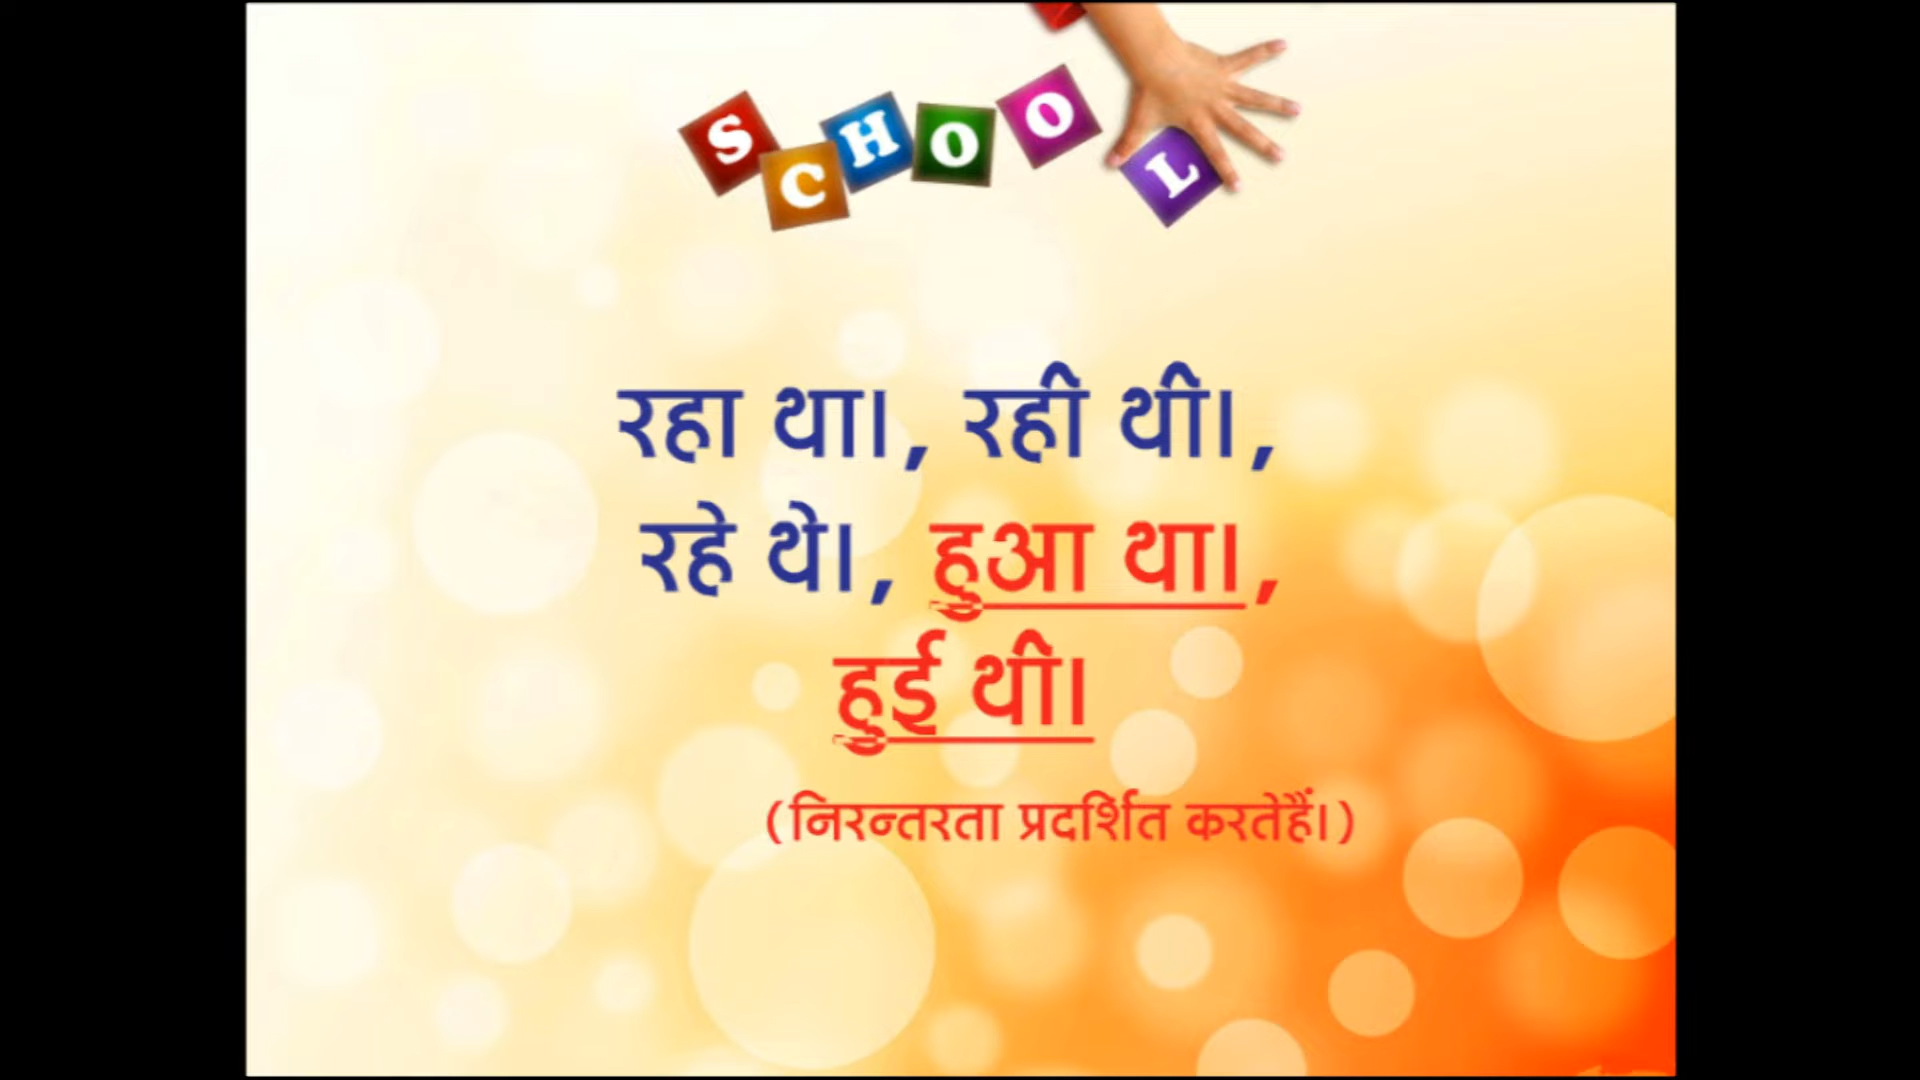 SCHOOL
रहा था।, रही थी।,
रहे थे।, हुआ था।,
हुई थी।
(निरन्तरता प्रदर्शित करतेहैं।)